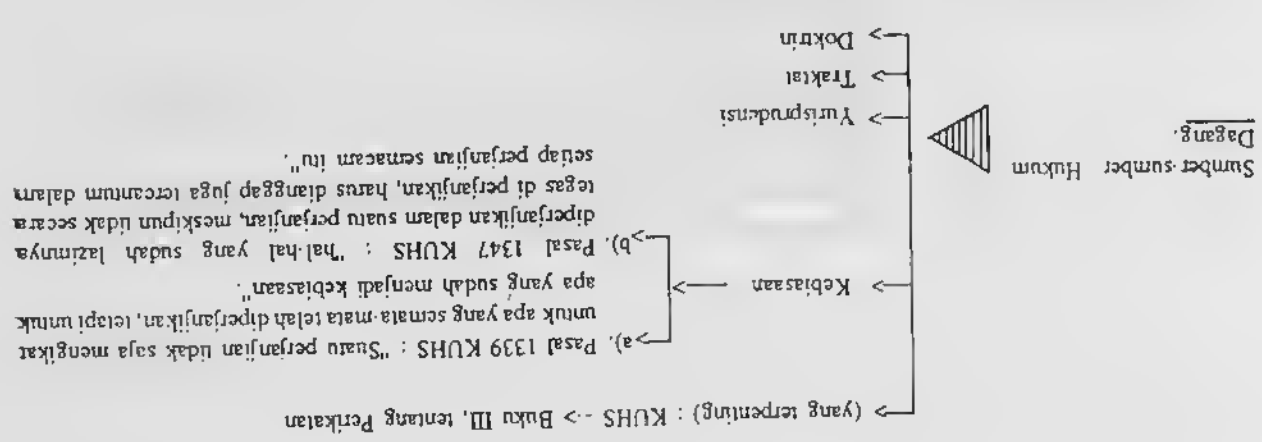 Sumber-sumber Hukum
Dagang.
(yang terpenting) : KUHS --> Buku III, tentang Perikatan
Kebiasaan
a). Pasal 1339 KUHS : "Suatu perjanjian tidak saja mengikat
untuk apa yang semata-mata telah diperjanjikan, tetapi untuk
apa yang sudah menjadi kebiasaan".
b). Pasal 1347 KUHS : "hal-hal yang sudah lazimnya
diperjanjikan dalam suatu perjanjian, meskipun tidak secara
tegas di perjanjikan, harus dianggap juga tercantum dalam
setiap perjanjian semacam itu".
Yurisprudensi
Traktat
Doktrin